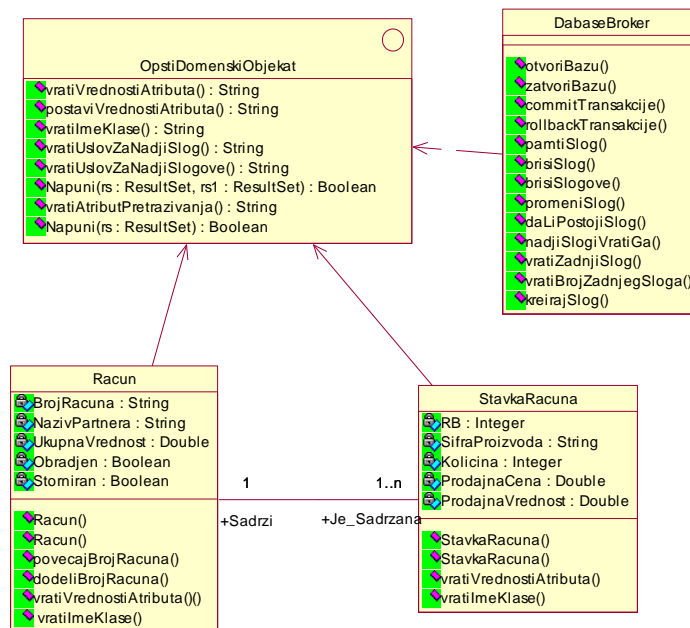 OpstiDomenskiObjekat
vratiVrednostiAtributa() : String
postaviVrednostiAtributa() : String
vratiImeKlase() : String
vratiUslovZaNadjiSlog() : String
vratiUslovZaNadjiSlogove() : String
Napuni(rs : ResultSet, rs1 : ResultSet) : Boolean
vratiAtributPretrazivanja() : String
Napuni(rs : ResultSet) : Boolean
DabaseBroker
otvoriBazu()
zatvoriBazu()
commitTransakcije()
rollbackTransakcije()
pamtiSlog()
brisiSlog()
brisiSlogove()
promeniSlog()
daLiPostojiSlog()
nadjiSlogiVratiGa()
vratiZadnjiSlog()
vratiBrojZadnjegSloga()
kreirajSlog()
Racun
BrojRacuna : String
NazivPartnera : String
UkupnaVrednost : Double
Obradjen : Boolean
Storniran : Boolean
Racun()
Racun()
povecajBrojRacuna()
dodeliBrojRacuna()
vratiVrednostiAtributa()()
vratiImeKlase()
1
+Sadrzi
1..n
+Je_Sadrzana
StavkaRacuna
RB : Integer
SifraProizvoda : String
Kolicina : Integer
ProdajnaCena : Double
ProdajnaVrednost : Double
StavkaRacuna()
StavkaRacuna()
vratiVrednostiAtributa()
vratiImeKlase()